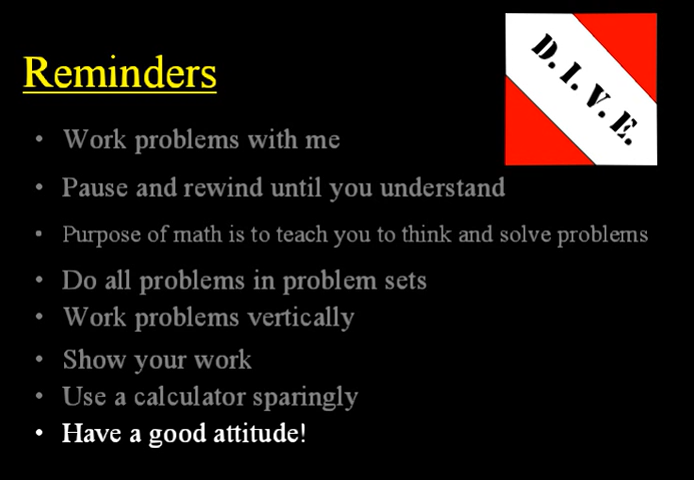 Reminders
D. I. V. E.
• Work problems with me
• Pause and rewind until you understand
• Purpose of math is to teach you to think and solve problems
• Do all problems in problem sets
• Work problems vertically
• Show your work
• Use a calculator sparingly
• Have a good attitude!